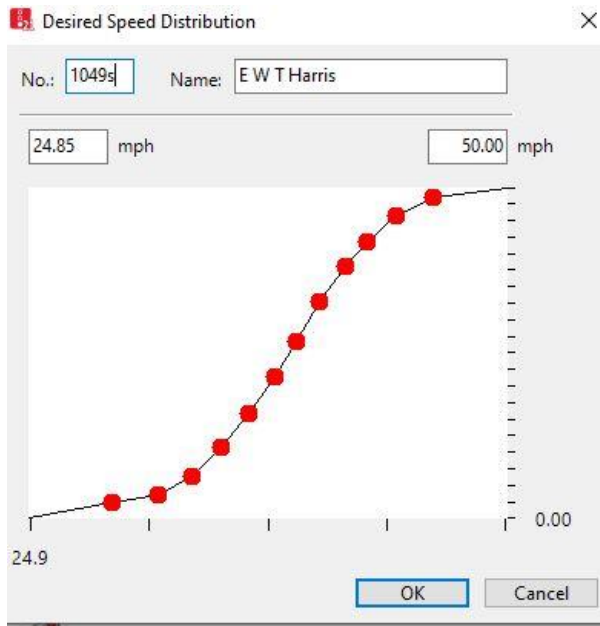 Desired Speed Distribution
No.: 1049s Name: E W T Harris
24.85 mph 50.00 mph
0.00
24.9
OK Cancel